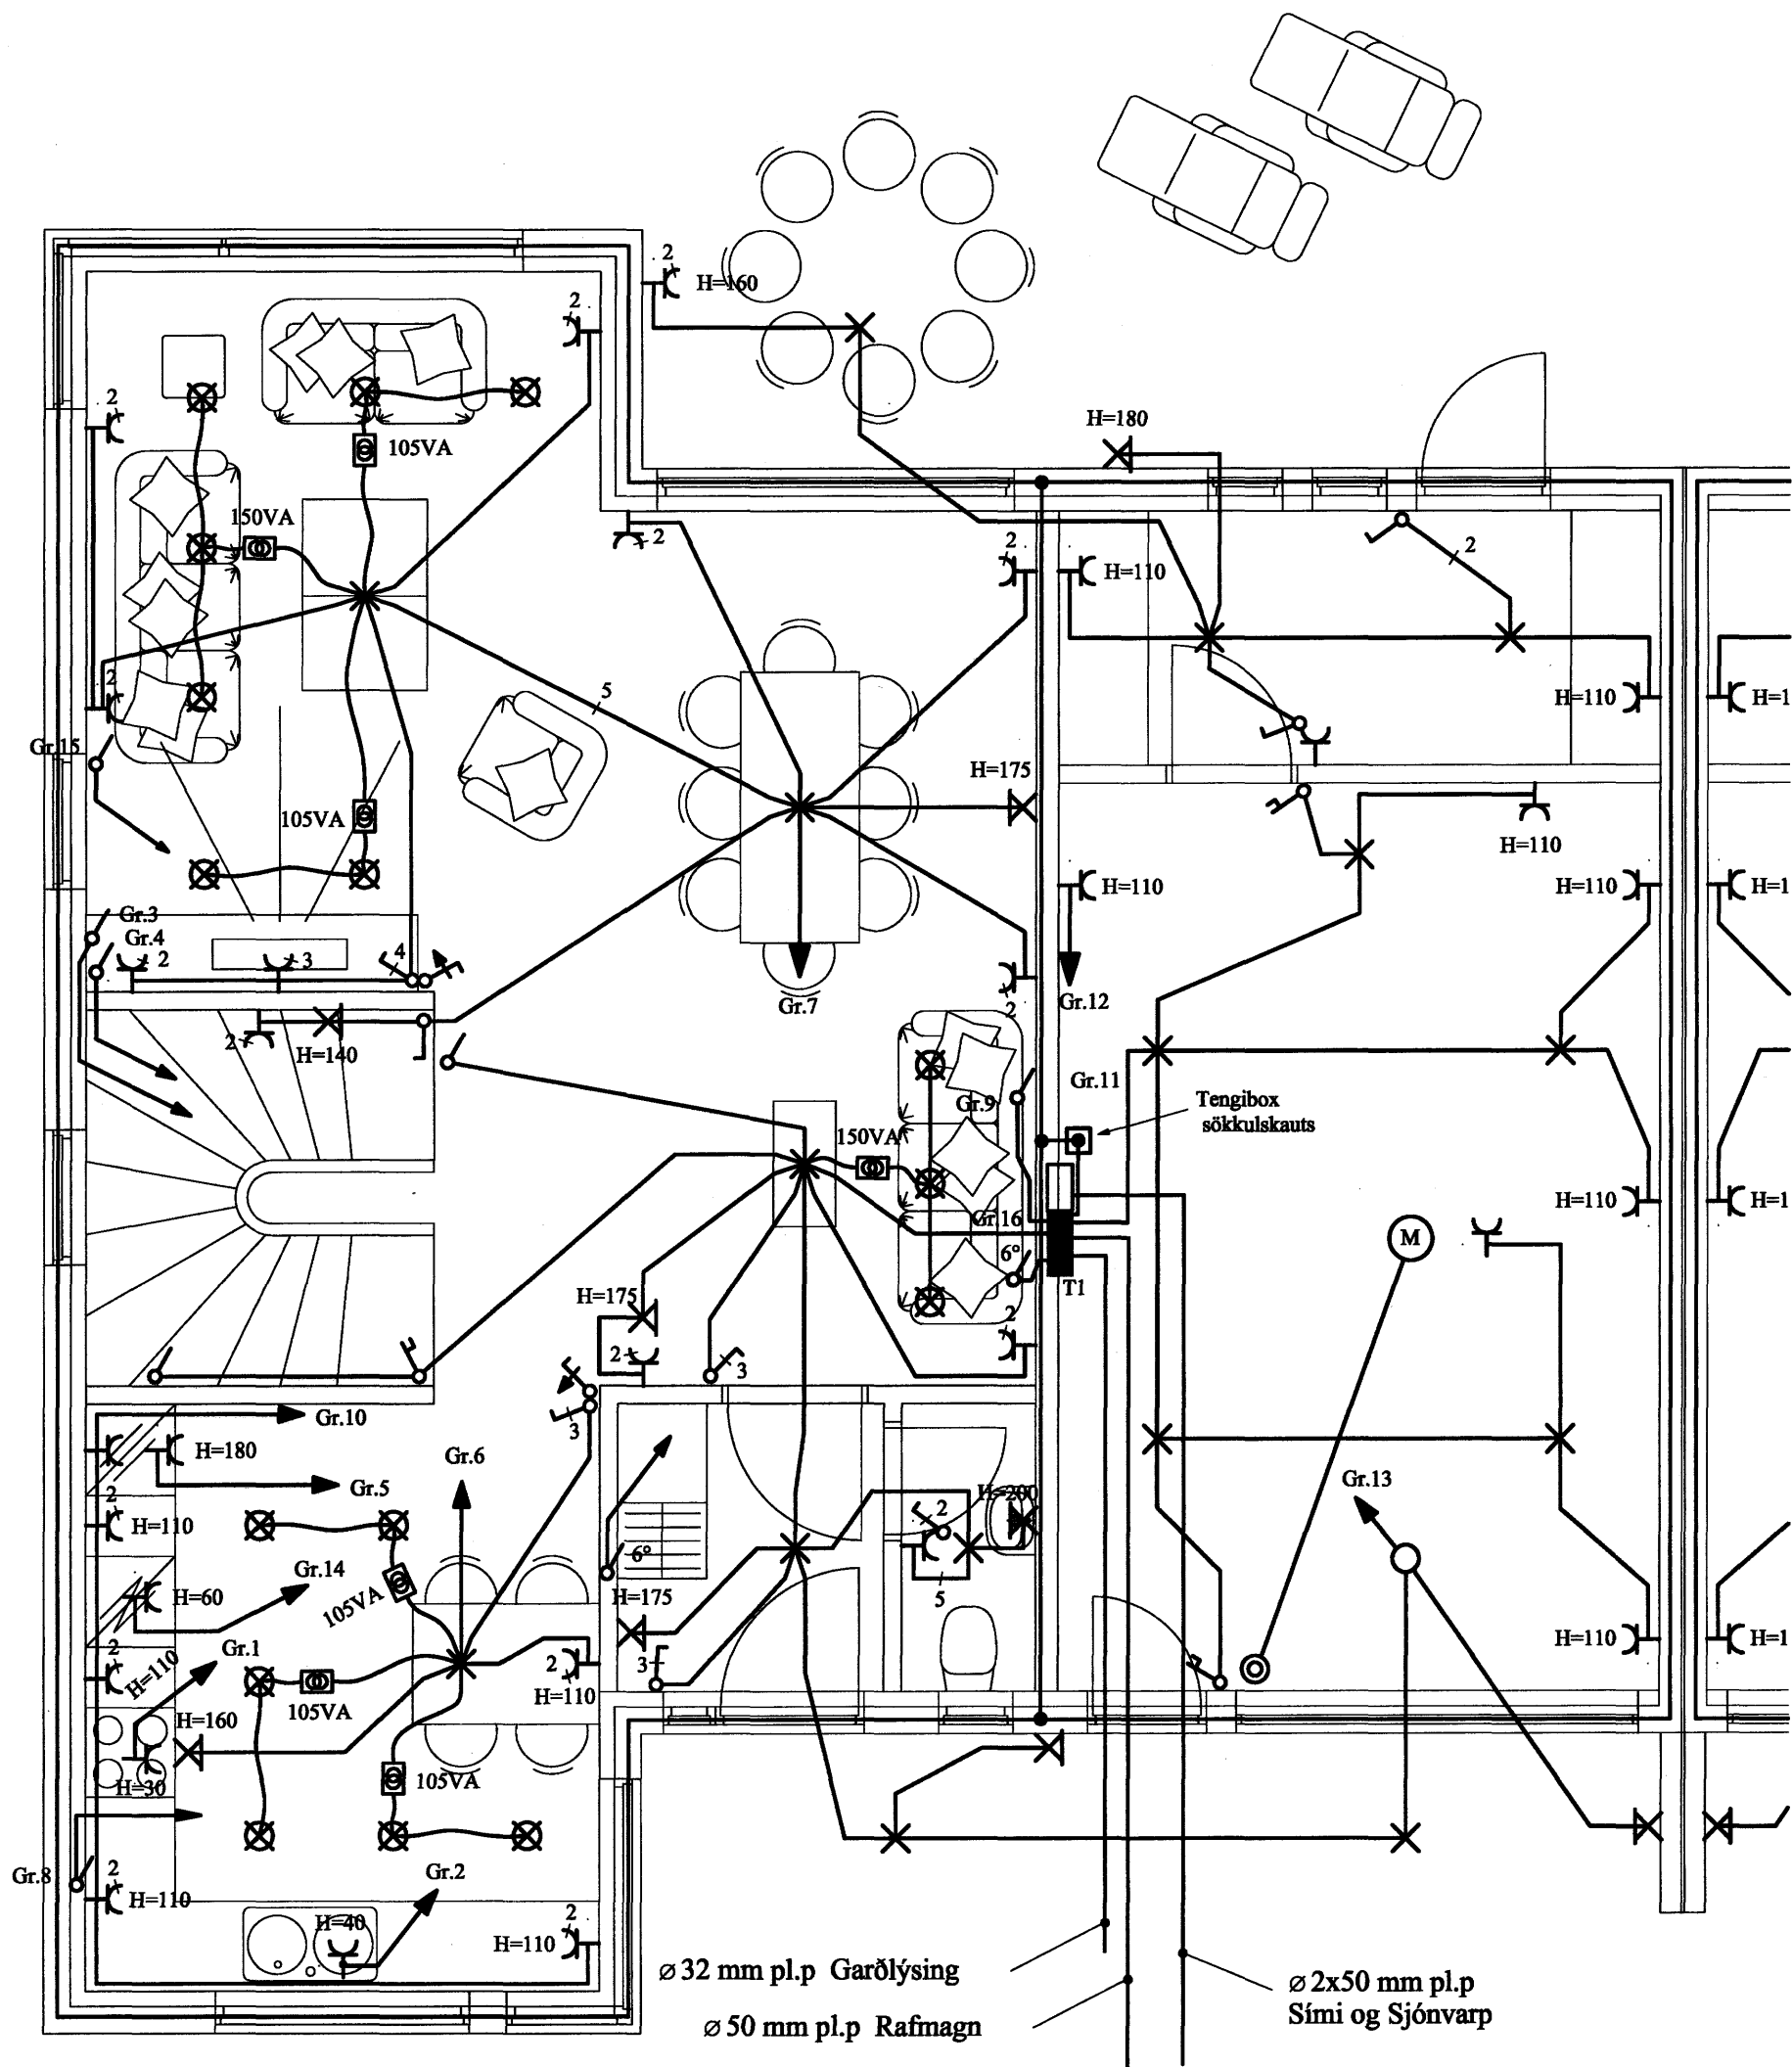 2
H=160
2
2
105VA
H=180
150VA
2
2
2
H=110
2
5
H=110
H=1
Gr.15
H=175
105VA
H=110
H=110
H=110
H=1
Gr.3
Gr.4
2
3
4
Gr.7
2
Gr.12
2
H=140
Gr.11
Gr.9
Tengibox
sökkulskauts
150VA
H=110
H=1
Gr.16
6°
M
T1
H=175
2
2
3
3
Gr.10
H=180
Gr.6
Gr.5
Gr.13
2
H=110
H=200
2
6°
Gr.14
H=60
105VA
H=175
5
Gr.1
2
H=110
2
H=110
3
H=110
H=1
105VA
H=160
H=30
105VA
Gr.8
2
H=110
Gr.2
H=40
2
H=110
⌀ 32 mm pl.p Garðlýsing
⌀ 50 mm pl.p Rafmagn
⌀ 2x50 mm pl.p
Sími og Sjónvarp